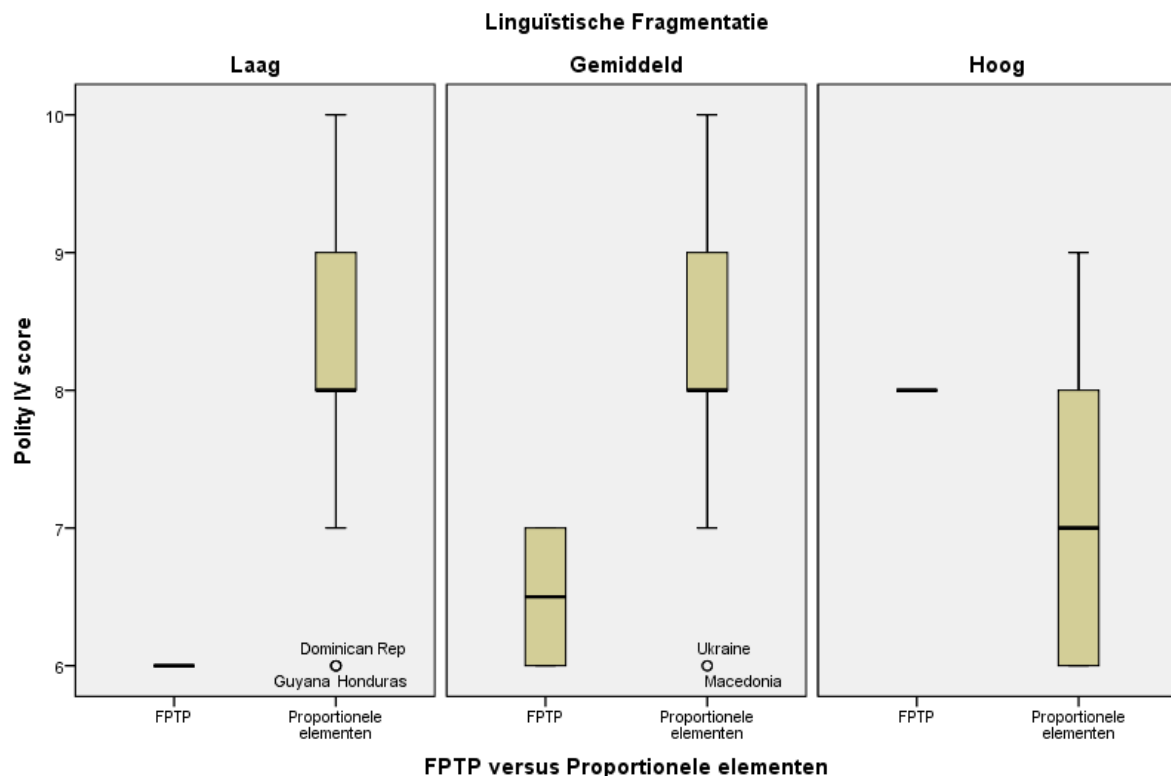 Linguïstische Fragmentatie
Laag Gemiddeld Hoog
Polity IV score
10
9
8
7
6
Dominican Rep
Guyana Honduras
Ukraine
Macedonia
FPTP Proportionele elementen FPTP Proportionele elementen FPTP Proportionele elementen
FPTP versus Proportionele elementen